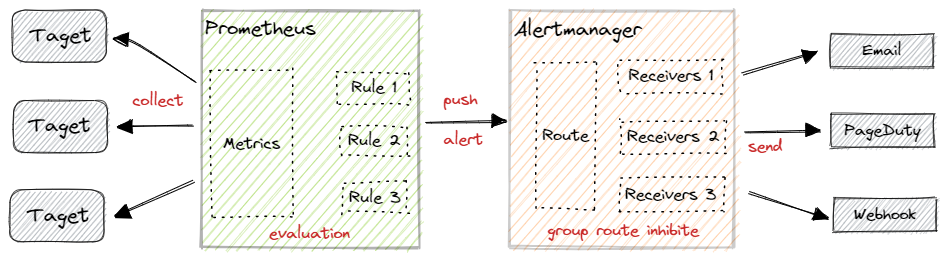 Taget
Taget
Taget
collect
Prometheus
Metrics
Rule 1
Rule 2
Rule 3
evaluation
push
alert
Alertmanager
Route
Receivers 1
Receivers 2
Receivers 3
group route inhibite
send
Email
PageDuty
Webhook